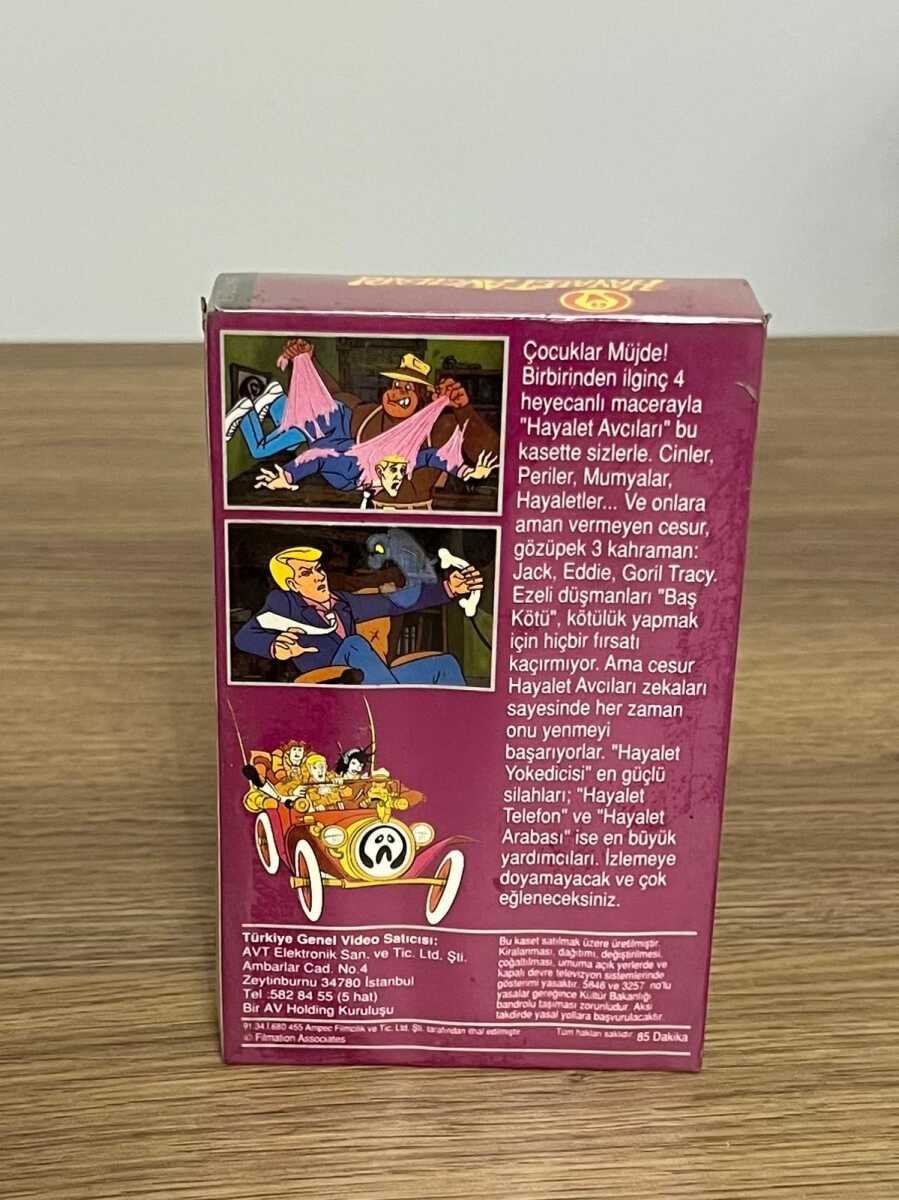 HAYALET AVCILARI
Çocuklar Müjde!
Birbirinden ilginç 4
heyecanlı macerayla
"Hayalet Avcıları" bu
kasette sizlerle. Cinler,
Periler, Mumyalar,
Hayaletler... Ve onlara
aman vermeyen cesur,
gözüpek 3 kahraman:
Jack, Eddie, Goril Tracy.
Ezeli düşmanları "Baş
Kötü", kötülük yapmak
için hiçbir fırsatı
kaçırmıyor. Ama cesur
Hayalet Avcıları zekaları
sayesinde her zaman
onu yenmeyi
başarıyorlar. "Hayalet
Yokedicisi" en güçlü
silahları; "Hayalet
Telefon" ve "Hayalet
Arabası" ise en büyük
yardımcıları. İzlemeye
doyamayacak ve çok
eğleneceksiniz.
Türkiye Genel Video Satıcısı:
AVT Elektronik San. ve Tic. Ltd. Şti.
Ambarlar Cad. No.4
Zeytinburnu 34780 İstanbul
Tel :582 84 55 (5 hat)
Bir AV Holding Kuruluşu
Bu kaset satılmak üzere üretilmiştir.
Kiralanması, dağıtımı, değiştirilmesi,
çoğaltılması, umuma açık yerlerde ve
kapalı devre televizyon sistemlerinde
gösterimi yasaktır. 5846 ve 3257 no'lu
yasalar gereğince Kültür Bakanlığı
bandrolu taşıması zorunludur. Aksi
takdirde yasal yollara başvurulacaktır.
91.34.I.680 455 Ampec Filmcilik ve Tic. Ltd. Şti. tarafından ithal edilmiştir.
© Filmation Associates
Tüm hakları saklıdır. 85 Dakika